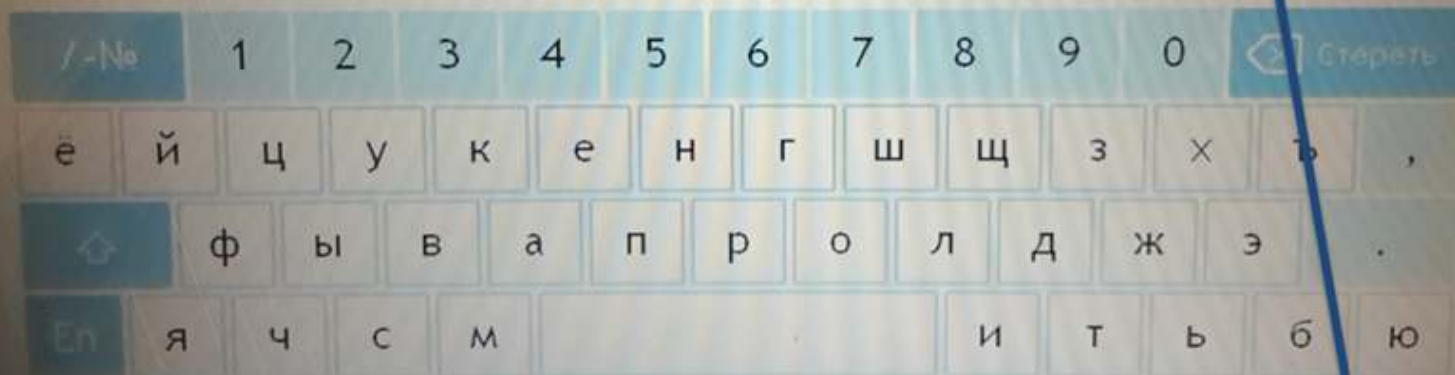 /-№ 1 2 3 4 5 6 7 8 9 0 Стереть
ё й ц у к е н г ш щ з х ъ ,
ф ы в а п р о л д ж э .
En я ч с м и т ь б ю